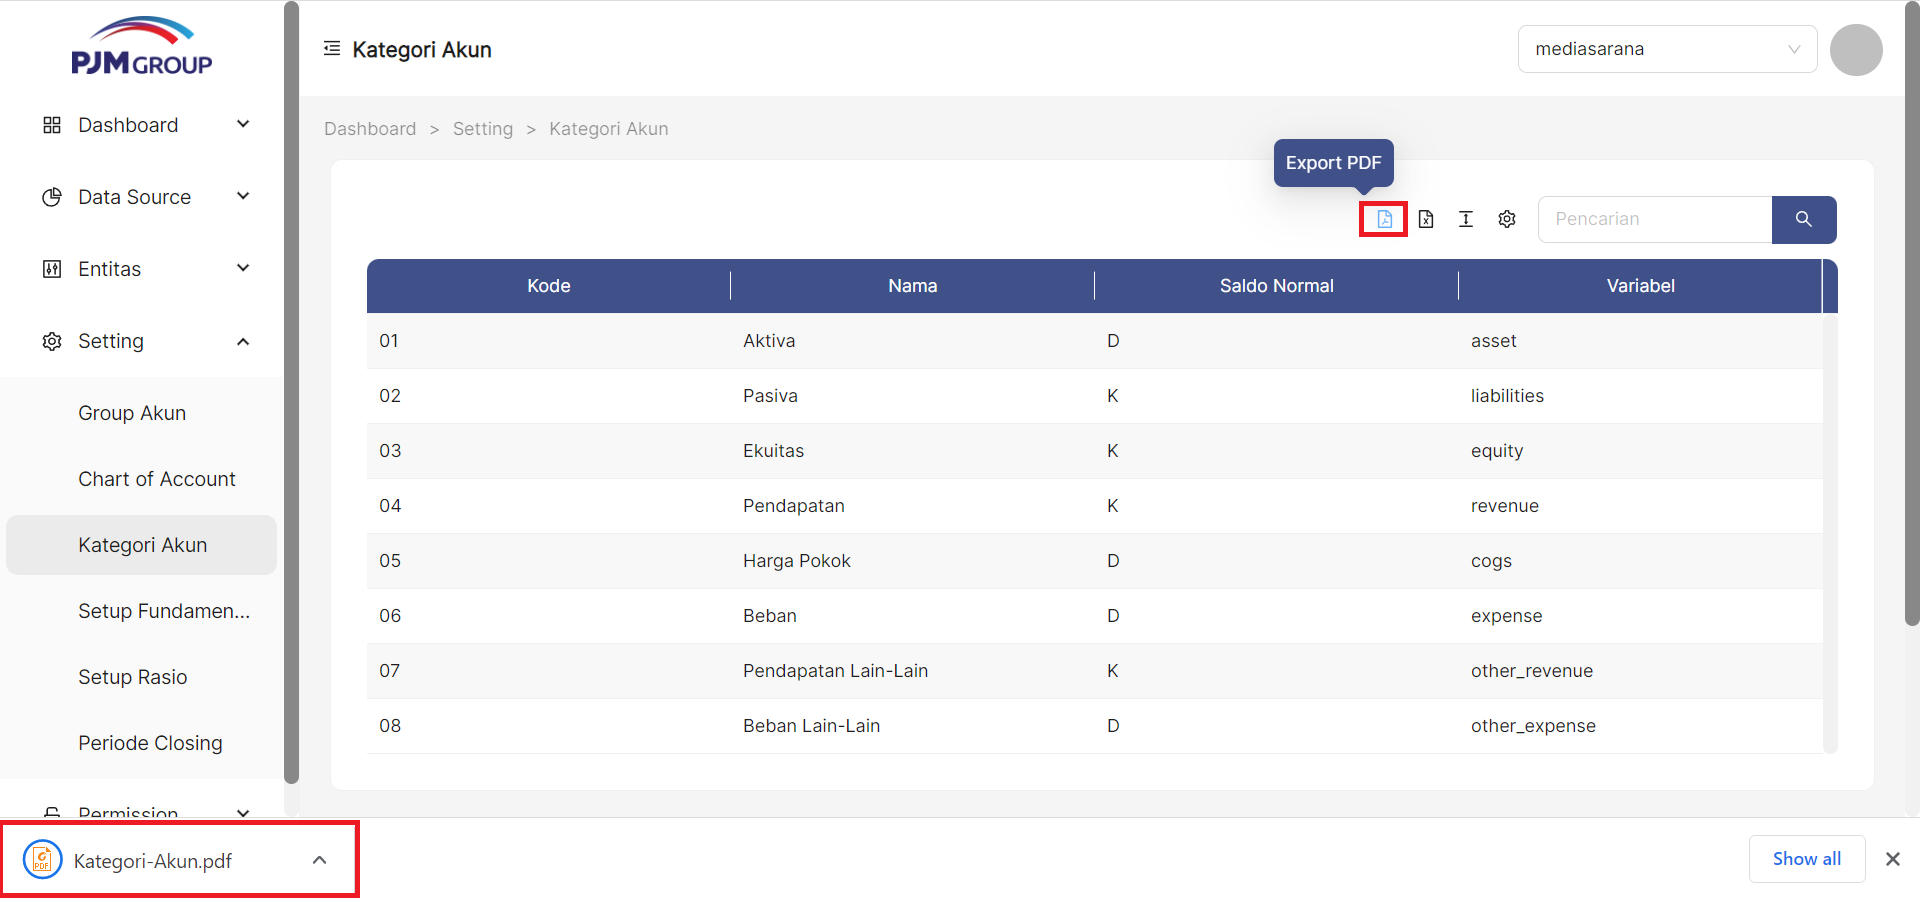 PJM GROUP
Kategori Akun
mediasarana
Dashboard
Data Source
Entitas
Setting
Group Akun
Chart of Account
Kategori Akun
Setup Fundamen...
Setup Rasio
Periode Closing
Permission
Dashboard > Setting > Kategori Akun
Export PDF
Pencarian
Kode Nama Saldo Normal Variabel
01 Aktiva D asset
02 Pasiva K liabilities
03 Ekuitas K equity
04 Pendapatan K revenue
05 Harga Pokok D cogs
06 Beban D expense
07 Pendapatan Lain-Lain K other_revenue
08 Beban Lain-Lain D other_expense
PDF
Kategori-Akun.pdf
Show all